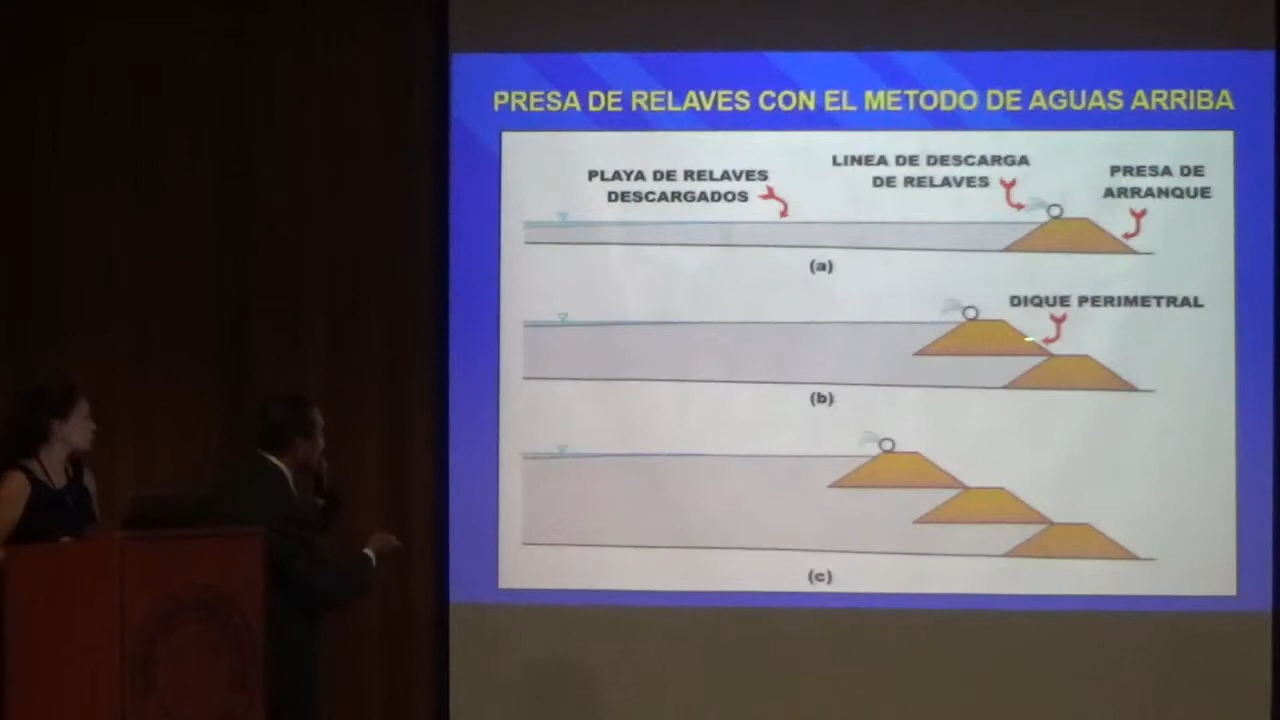 PRESA DE RELAVES CON EL METODO DE AGUAS ARRIBA
PLAYA DE RELAVES
DESCARGADOS
LINEA DE DESCARGA
DE RELAVES
PRESA DE
ARRANQUE
(a)
DIQUE PERIMETRAL
(b)
(c)